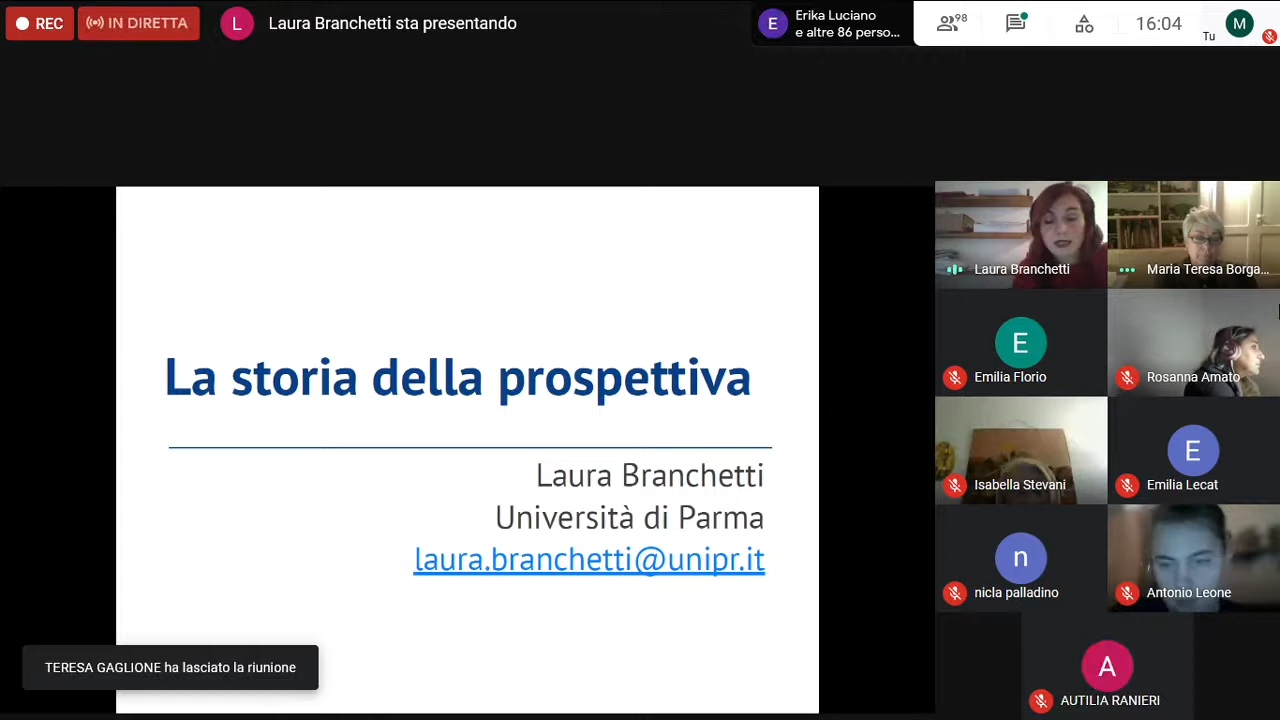 REC
IN DIRETTA
L
Laura Branchetti sta presentando
E
Erika Luciano
e altre 86 perso...
98
16:04
Tu
M
La storia della prospettiva
Laura Branchetti
Università di Parma
laura.branchetti@unipr.it
TERESA GAGLIONE ha lasciato la riunione
Laura Branchetti
Maria Teresa Borga...
E
Emilia Florio
Rosanna Amato
Isabella Stevani
E
Emilia Lecat
n
nicla palladino
Antonio Leone
A
AUTILIA RANIERI